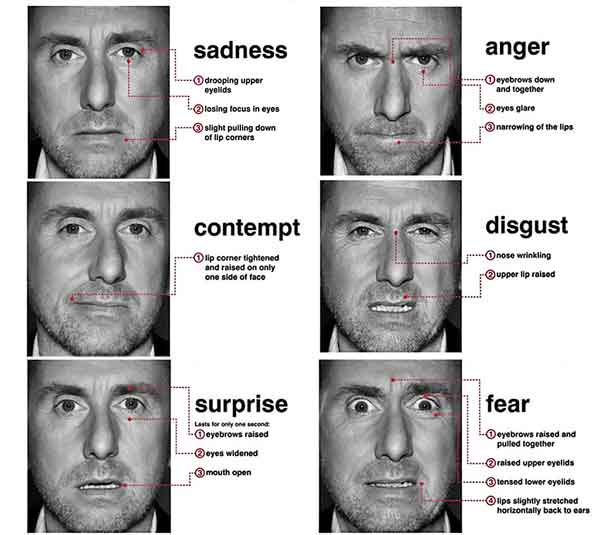 sadness
1 drooping upper
eyelids
2 losing focus in eyes
3 slight pulling down
of lip corners
anger
1 eyebrows down
and together
2 eyes glare
3 narrowing of the lips
contempt
1 lip corner tightened
and raised on only
one side of face
disgust
1 nose wrinkling
2 upper lip raised
surprise
Lasts for only one second:
1 eyebrows raised
2 eyes widened
3 mouth open
fear
1 eyebrows raised and
pulled together
2 raised upper eyelids
3 tensed lower eyelids
4 lips slightly stretched
horizontally back to ears